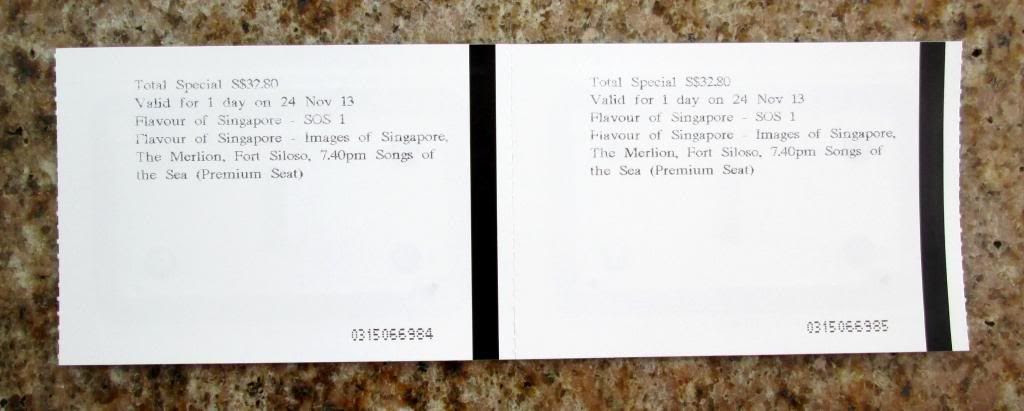 Total Special S$32.80
Valid for 1 day on 24 Nov 13
Flavour of Singapore - SOS 1
Flavour of Singapore - Images of Singapore,
The Merlion, Fort Siloso, 7.40pm Songs of
the Sea (Premium Seat)
0315066984
Total Special S$32.80
Valid for 1 day on 24 Nov 13
Flavour of Singapore - SOS 1
Flavour of Singapore - Images of Singapore,
The Merlion, Fort Siloso, 7.40pm Songs of
the Sea (Premium Seat)
0315066985